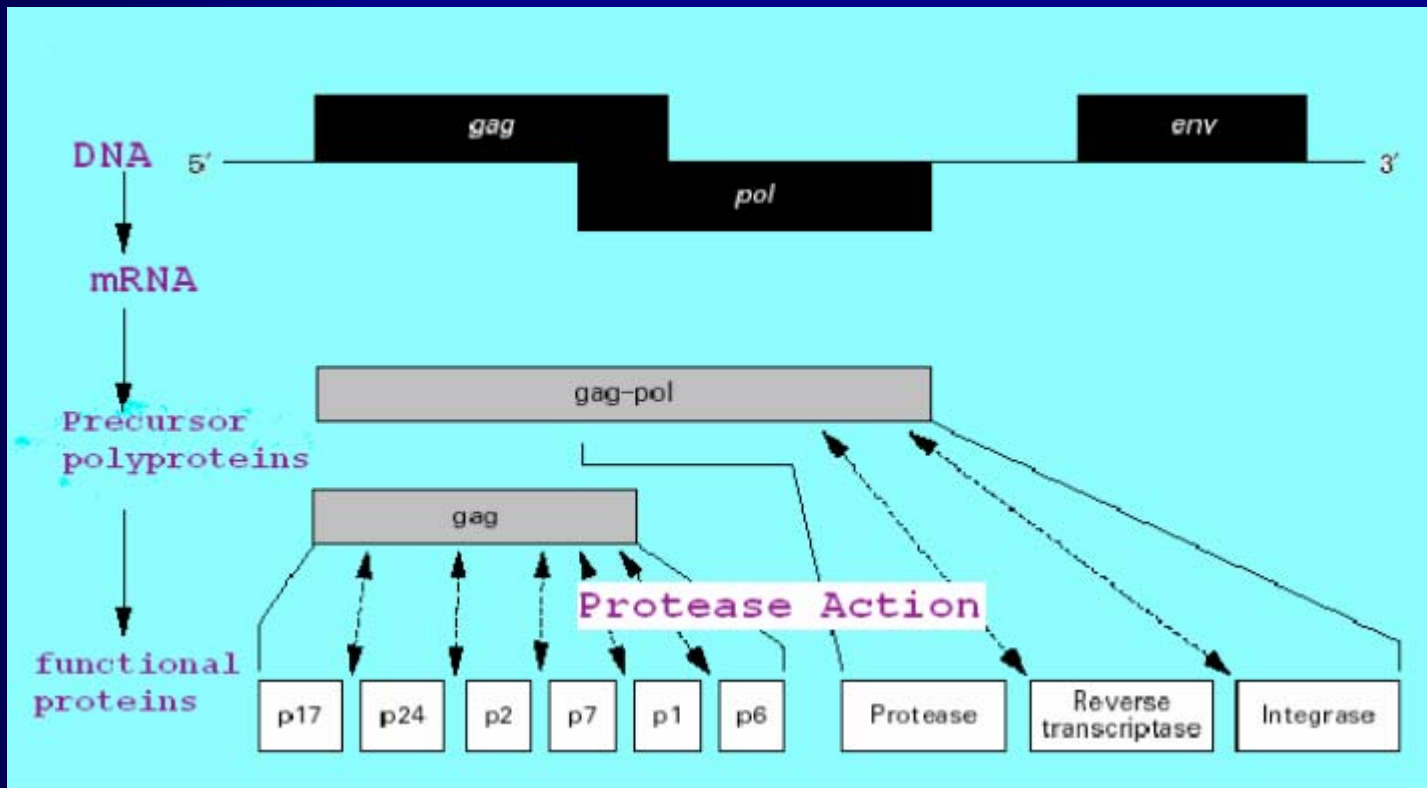 gag
env
DNA
5′
3′
pol
mRNA
gag-pol
Precursor
polyproteins
gag
Protease Action
functional
proteins
p17
p24
p2
p7
p1
p6
Protease
Reverse
transcriptase
Integrase